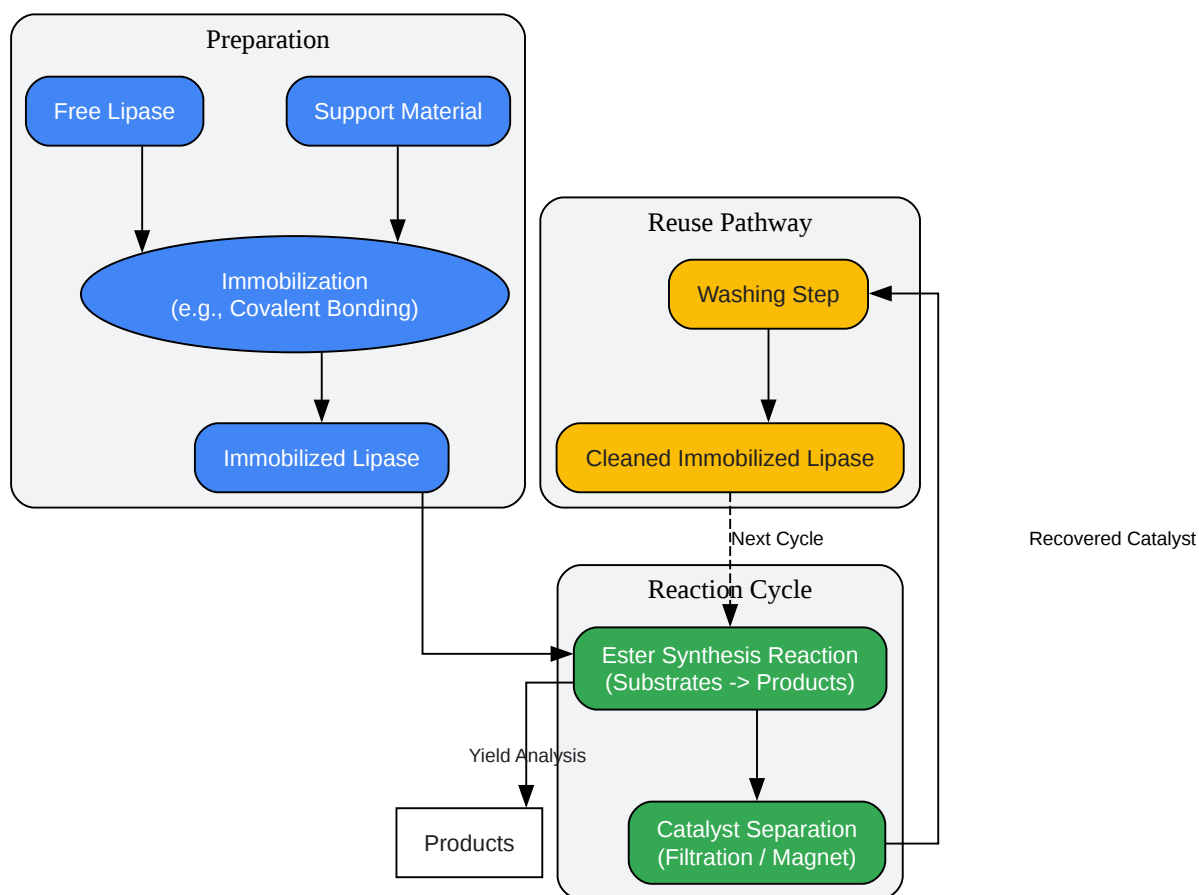 Preparation
Free Lipase
Support Material
Immobilization
(e.g., Covalent Bonding)
Immobilized Lipase
Reuse Pathway
Washing Step
Cleaned Immobilized Lipase
Next Cycle
Recovered Catalyst
Reaction Cycle
Ester Synthesis Reaction
(Substrates -> Products)
Yield Analysis
Products
Catalyst Separation
(Filtration / Magnet)